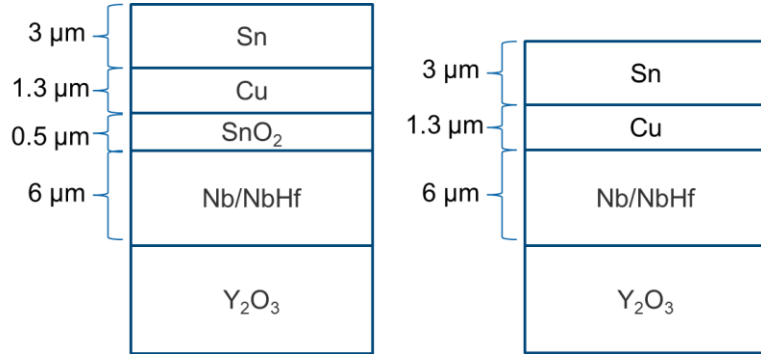 3 µm
Sn
1.3 µm
Cu
0.5 µm
SnO₂
6 µm
Nb/NbHf
Y₂O₃
3 µm
Sn
1.3 µm
Cu
6 µm
Nb/NbHf
Y₂O₃